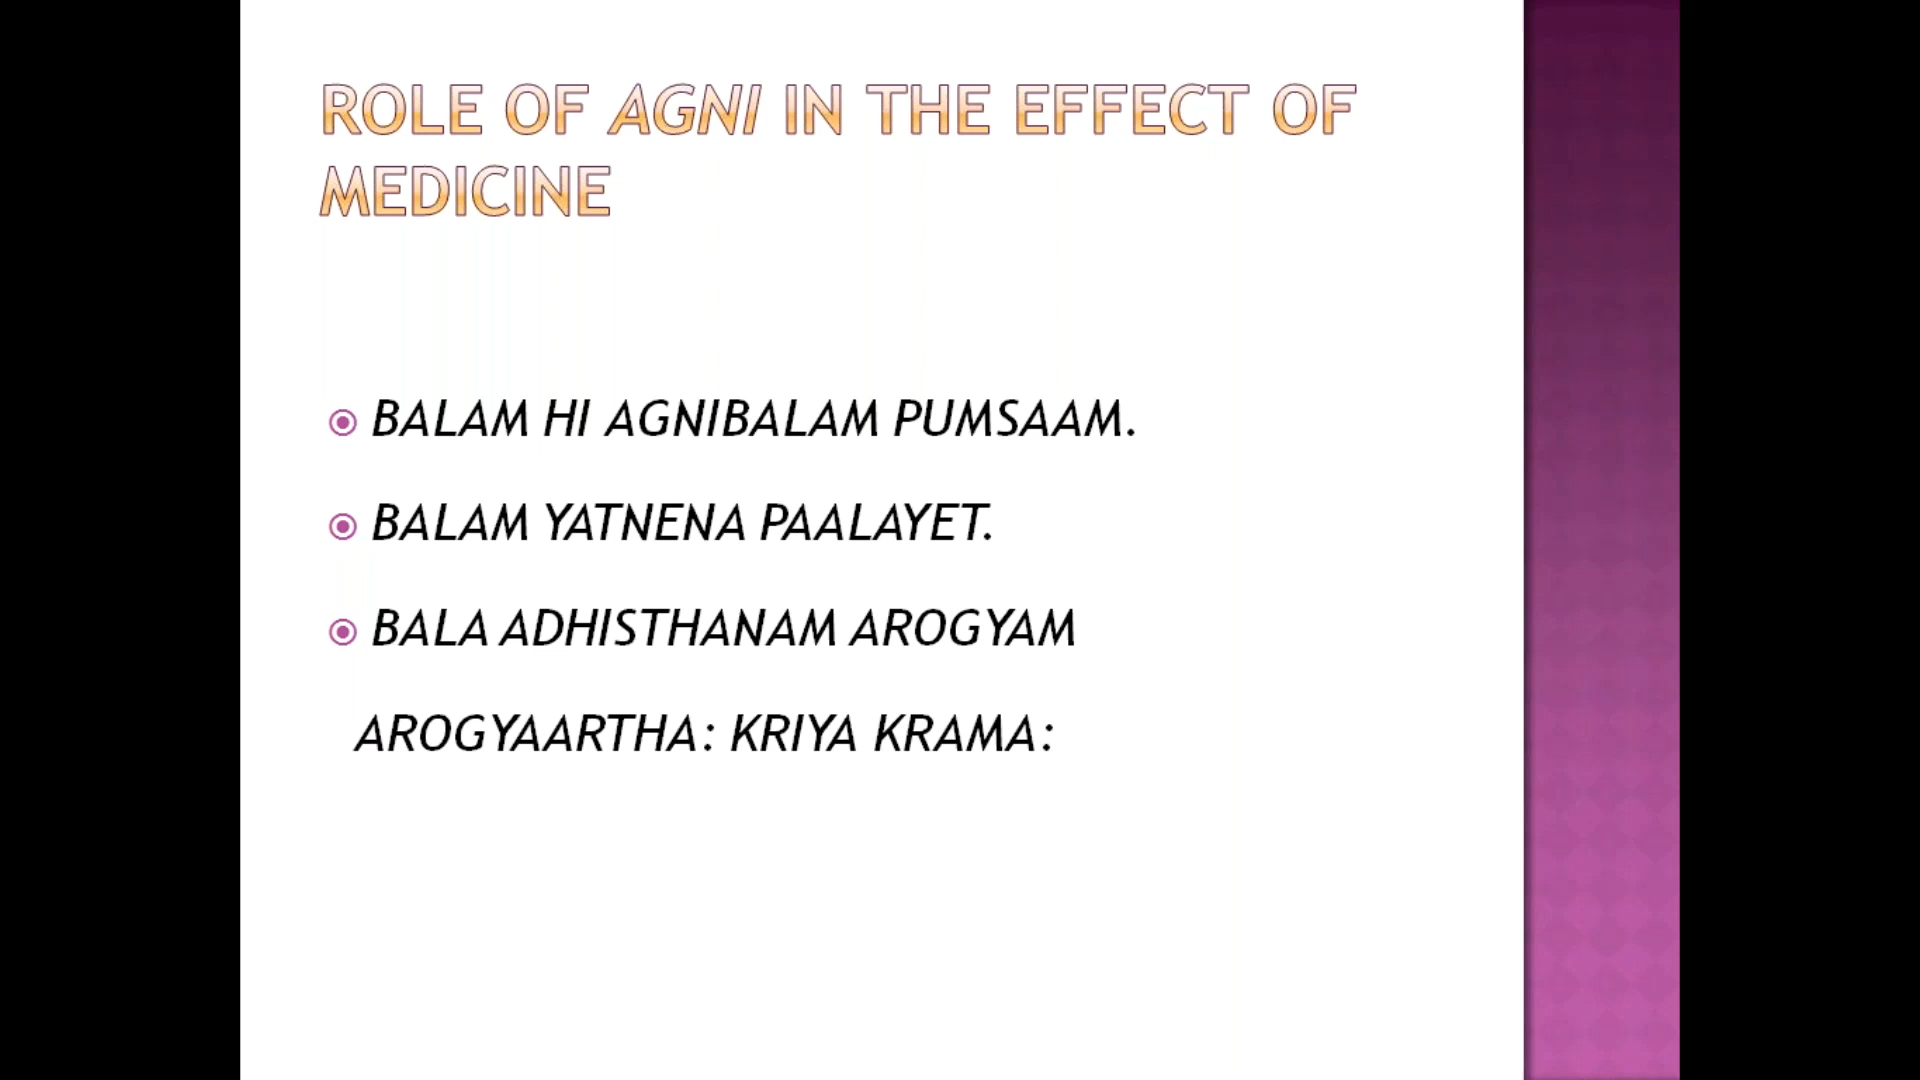 ROLE OF AGNI IN THE EFFECT OF
MEDICINE
BALAM HI AGNIBALAM PUMSAAM.
BALAM YATNENA PAALAYET.
BALA ADHISTHANAM AROGYAM
AROGYAARTHA: KRIYA KRAMA: